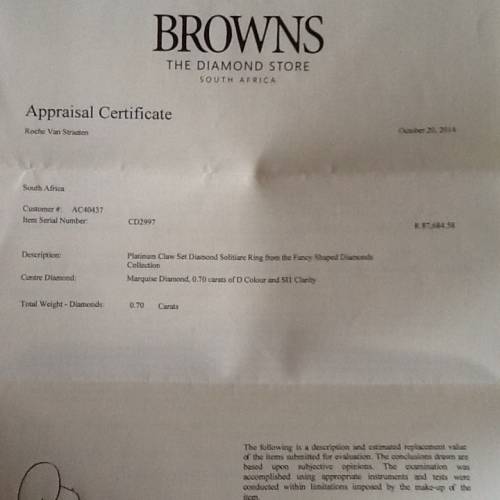 BROWNS
THE DIAMOND STORE
SOUTH AFRICA
Appraisal Certificate
Roche Van Straaten
October 20, 2014
South Africa
Customer #: AC40437
Item Serial Number: CD2997
R 87,684.58
Description: Platinum Claw Set Diamond Solitiare Ring from the Fancy Shaped Diamonds
Collection
Centre Diamond: Marquise Diamond, 0.70 carats of D Colour and SI1 Clarity
Total Weight - Diamonds: 0.70 Carats
The following is a description and estimated replacement value
of the items submitted for evaluation. The conclusions drawn are
based upon subjective opinions. The examination was
accomplished using appropriate instruments and tests were
conducted within limitations imposed by the make-up of the
item.